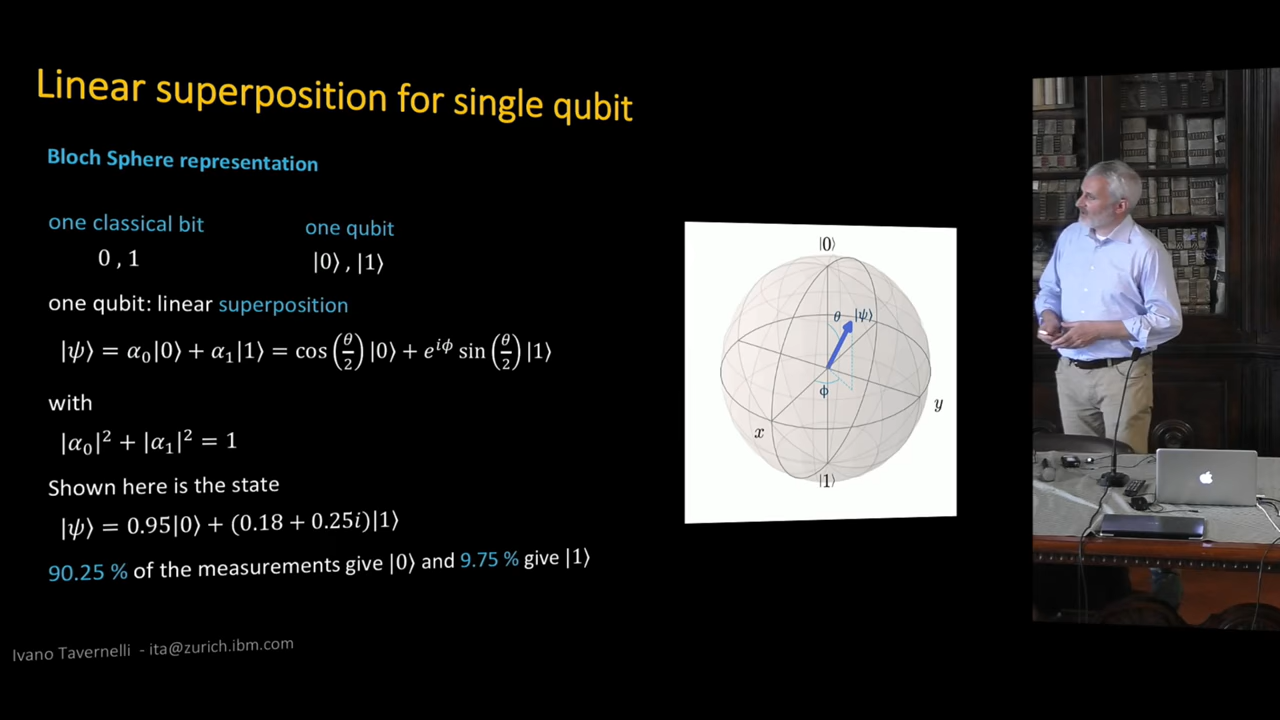 Linear superposition for single qubit
Bloch Sphere representation
one classical bit
one qubit
0 , 1
|0⟩ , |1⟩
one qubit: linear superposition
|ψ⟩ = α₀|0⟩ + α₁|1⟩ = cos(θ/2)|0⟩ + e^{iϕ} sin(θ/2)|1⟩
with
|α₀|² + |α₁|² = 1
Shown here is the state
|ψ⟩ = 0.95|0⟩ + (0.18 + 0.25i)|1⟩
90.25 % of the measurements give |0⟩ and 9.75 % give |1⟩
|0⟩
θ
|ψ⟩
ϕ
y
x
|1⟩
Ivano Tavernelli - ita@zurich.ibm.com